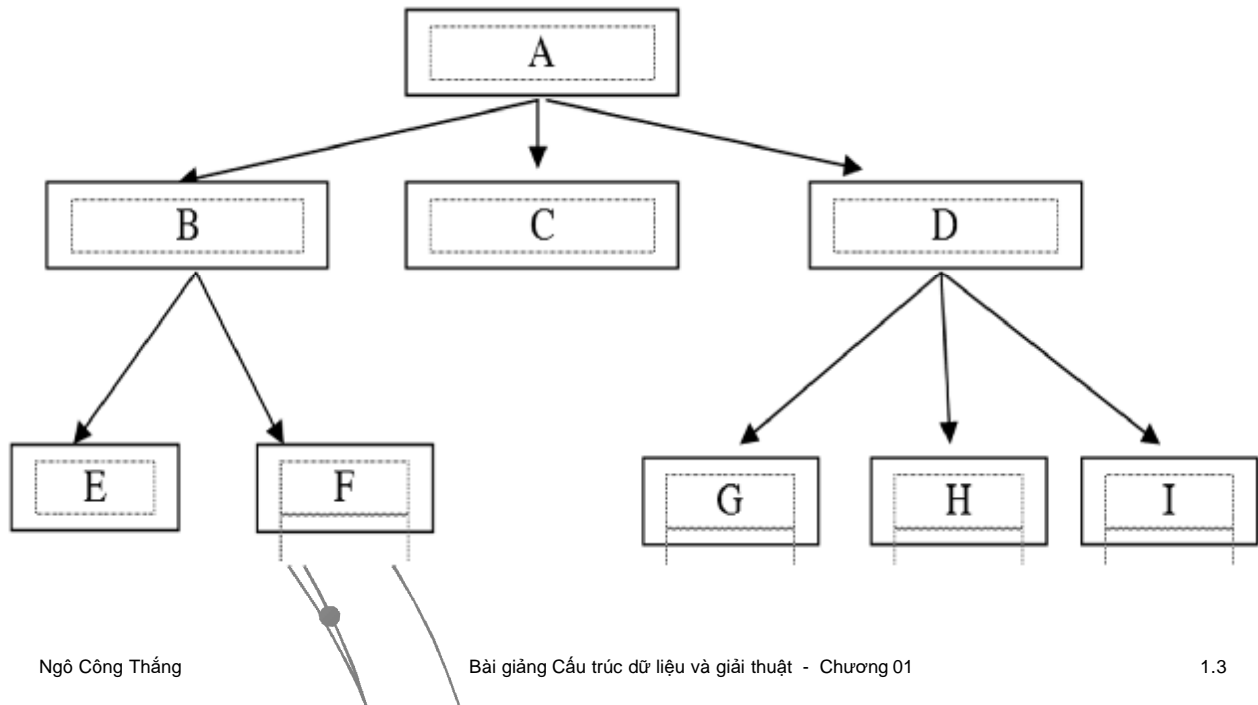 A
B C D
E F G H I
Ngô Công Thắng Bài giảng Cấu trúc dữ liệu và giải thuật - Chương 01 1.3